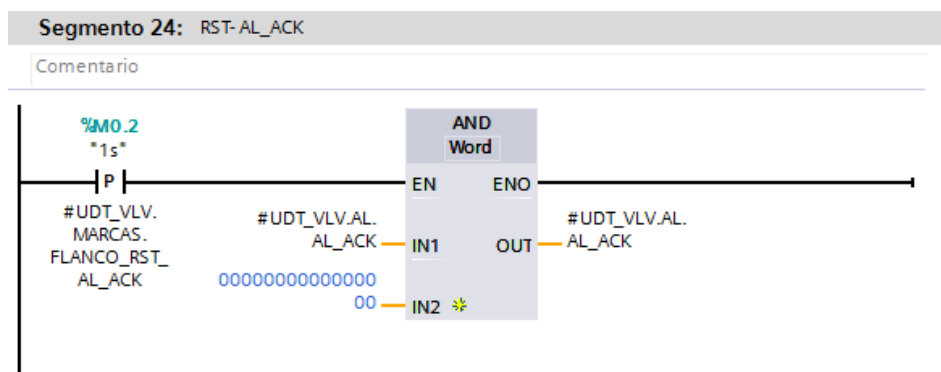 Segmento 24: RST-AL_ACK
Comentario
%M0.2
"1s"
P
#UDT_VLV.
MARCAS.
FLANCO_RST_
AL_ACK
AND
Word
EN ENO
#UDT_VLV.AL.
AL_ACK
IN1
OUT
#UDT_VLV.AL.
AL_ACK
00000000000000
00
IN2